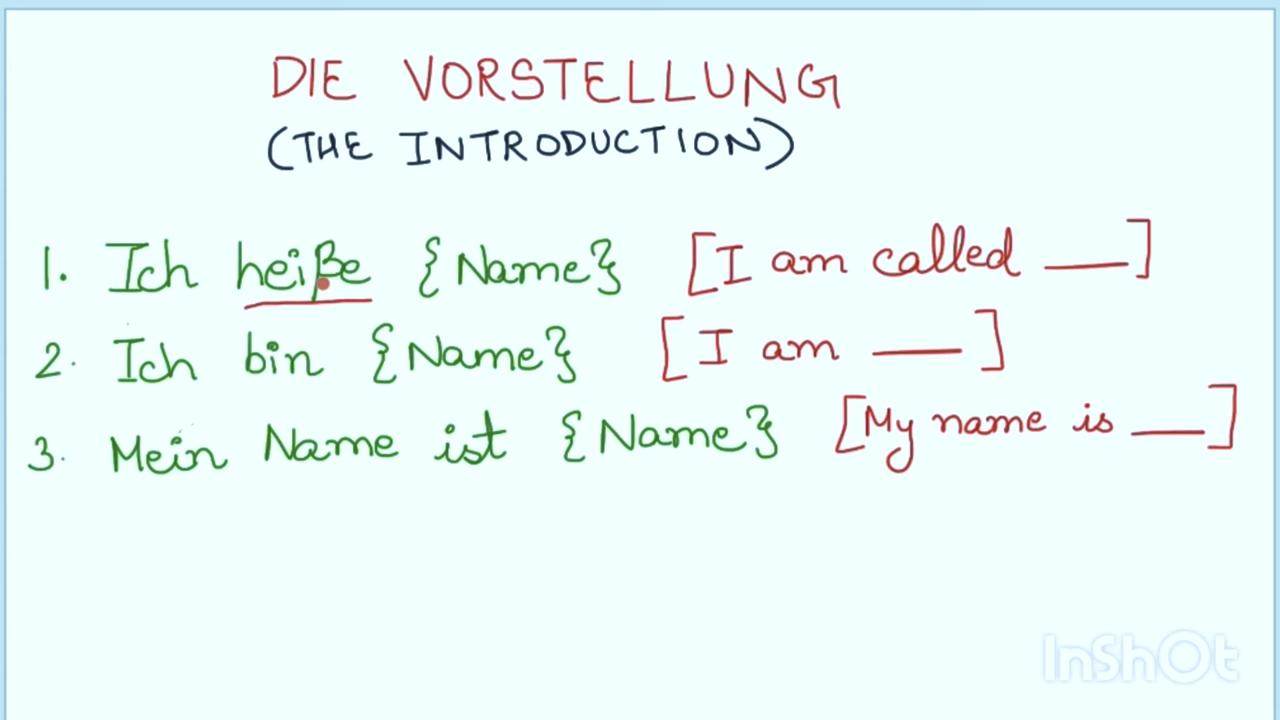 DIE VORSTELLUNG
(THE INTRODUCTION)
1. Ich heiße {Name} [I am called ___]
2. Ich bin {Name} [I am ___]
3. Mein Name ist {Name} [My name is ___]
InShOt